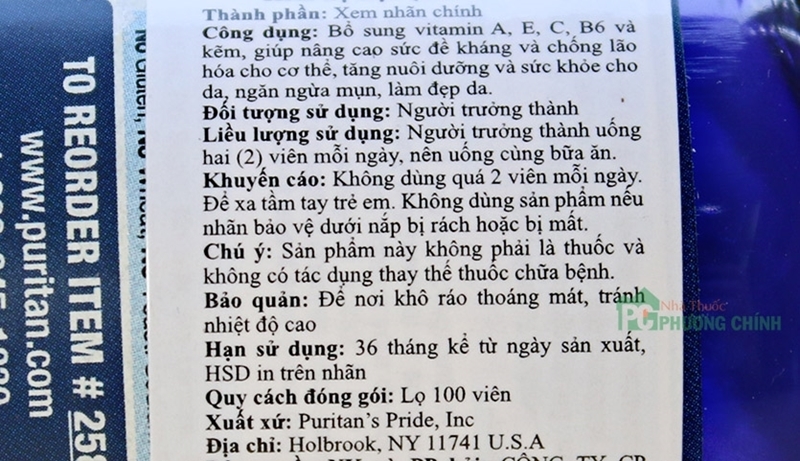 Thành phần: Xem nhãn chính
Công dụng: Bổ sung vitamin A, E, C, B6 và
kẽm, giúp nâng cao sức đề kháng và chống lão
hóa cho cơ thể, tăng nuôi dưỡng và sức khỏe cho
da, ngăn ngừa mụn, làm đẹp da.
Đối tượng sử dụng: Người trưởng thành
Liều lượng sử dụng: Người trưởng thành uống
hai (2) viên mỗi ngày, nên uống cùng bữa ăn.
Khuyến cáo: Không dùng quá 2 viên mỗi ngày.
Để xa tầm tay trẻ em. Không dùng sản phẩm nếu
nhãn bảo vệ dưới nắp bị rách hoặc bị mất.
Chú ý: Sản phẩm này không phải là thuốc và
không có tác dụng thay thế thuốc chữa bệnh.
Bảo quản: Để nơi khô ráo thoáng mát, tránh
nhiệt độ cao
Hạn sử dụng: 36 tháng kể từ ngày sản xuất,
HSD in trên nhãn
Quy cách đóng gói: Lọ 100 viên
Xuất xứ: Puritan's Pride, Inc
Địa chỉ: Holbrook, NY 11741 U.S.A
TO REORDER ITEM # 258
www.puritan.com
Nhà Thuốc
PHƯƠNG CHÍNH